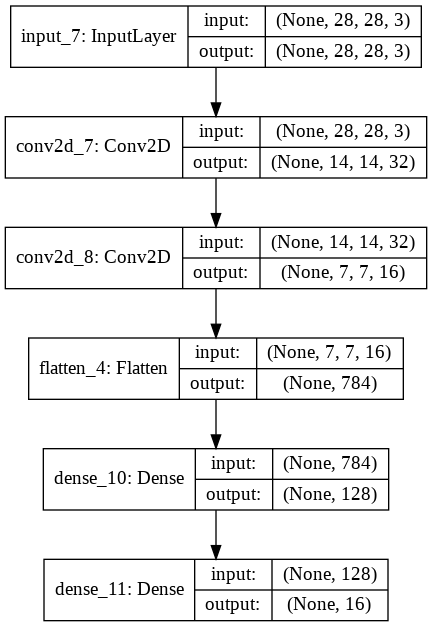 input_7: InputLayer
input: (None, 28, 28, 3)
output: (None, 28, 28, 3)
conv2d_7: Conv2D
input: (None, 28, 28, 3)
output: (None, 14, 14, 32)
conv2d_8: Conv2D
input: (None, 14, 14, 32)
output: (None, 7, 7, 16)
flatten_4: Flatten
input: (None, 7, 7, 16)
output: (None, 784)
dense_10: Dense
input: (None, 784)
output: (None, 128)
dense_11: Dense
input: (None, 128)
output: (None, 16)